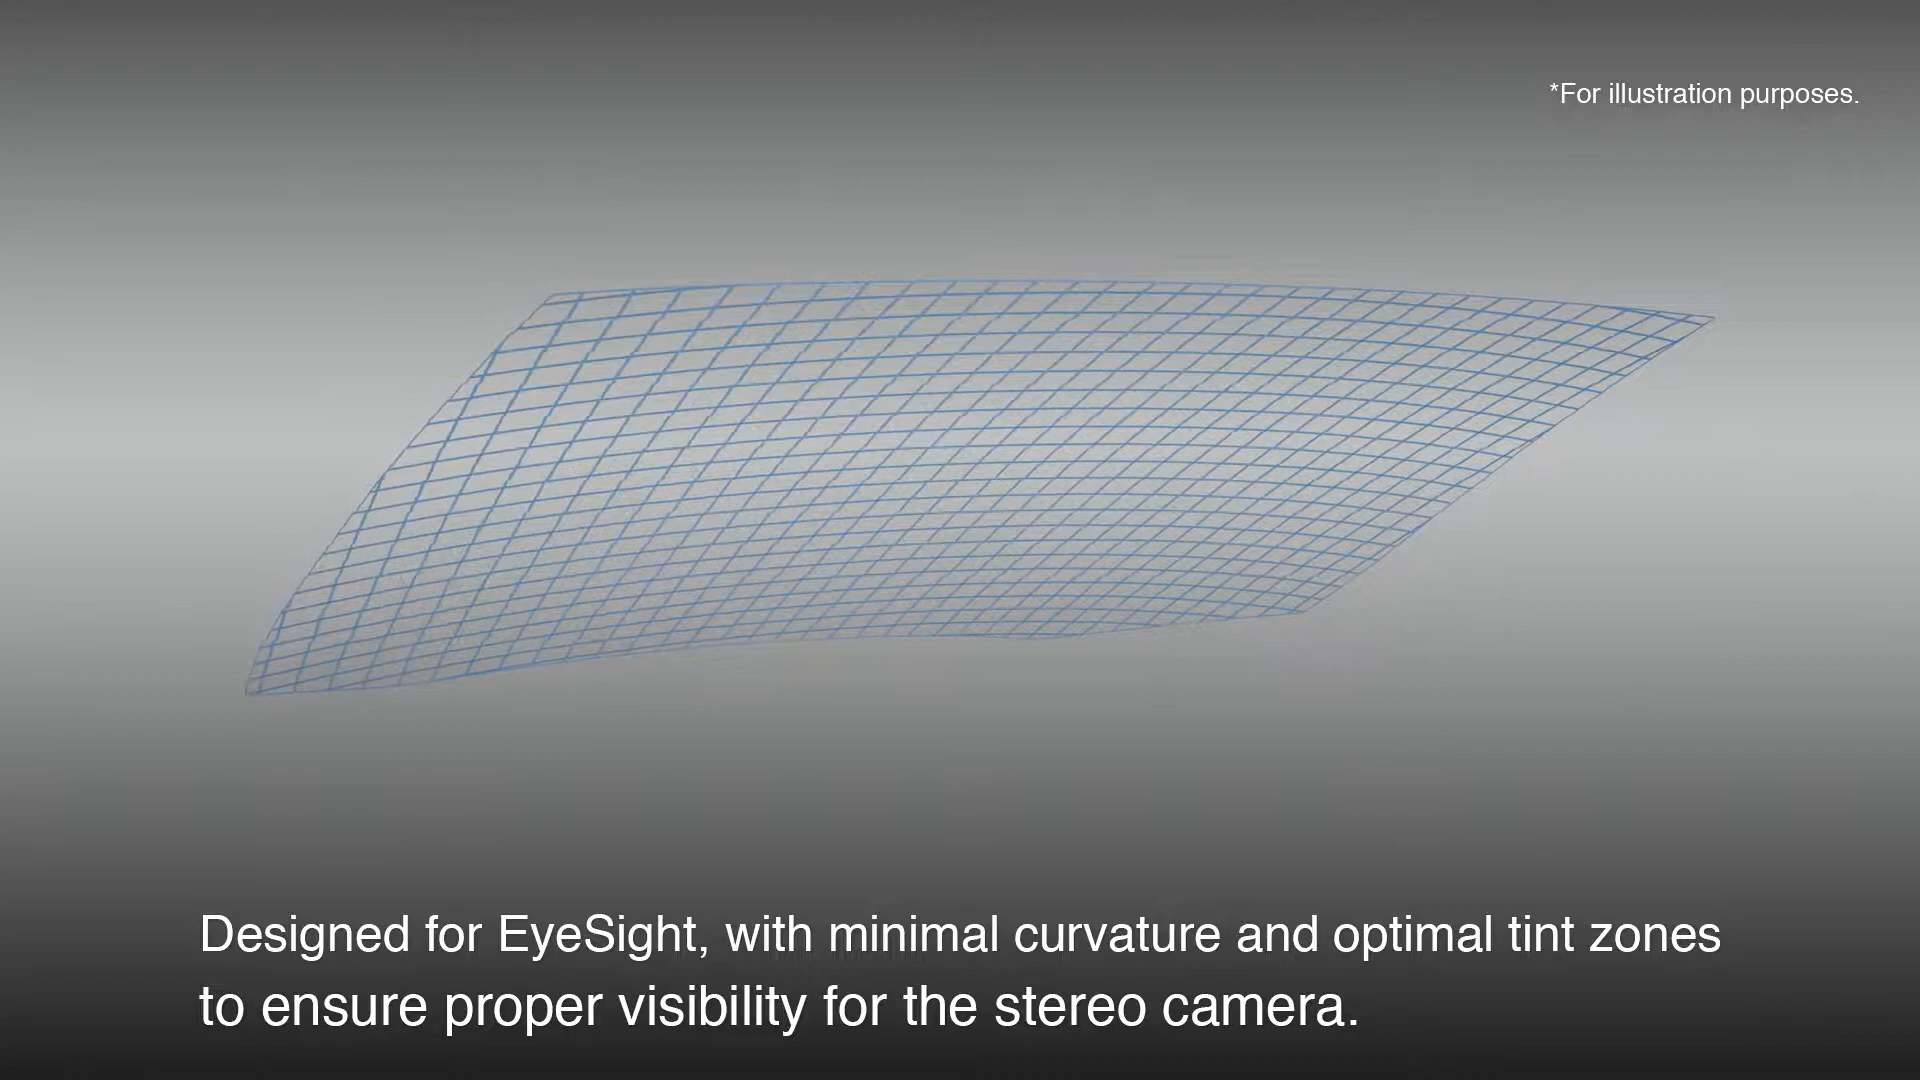 *For illustration purposes.
Designed for EyeSight, with minimal curvature and optimal tint zones
to ensure proper visibility for the stereo camera.